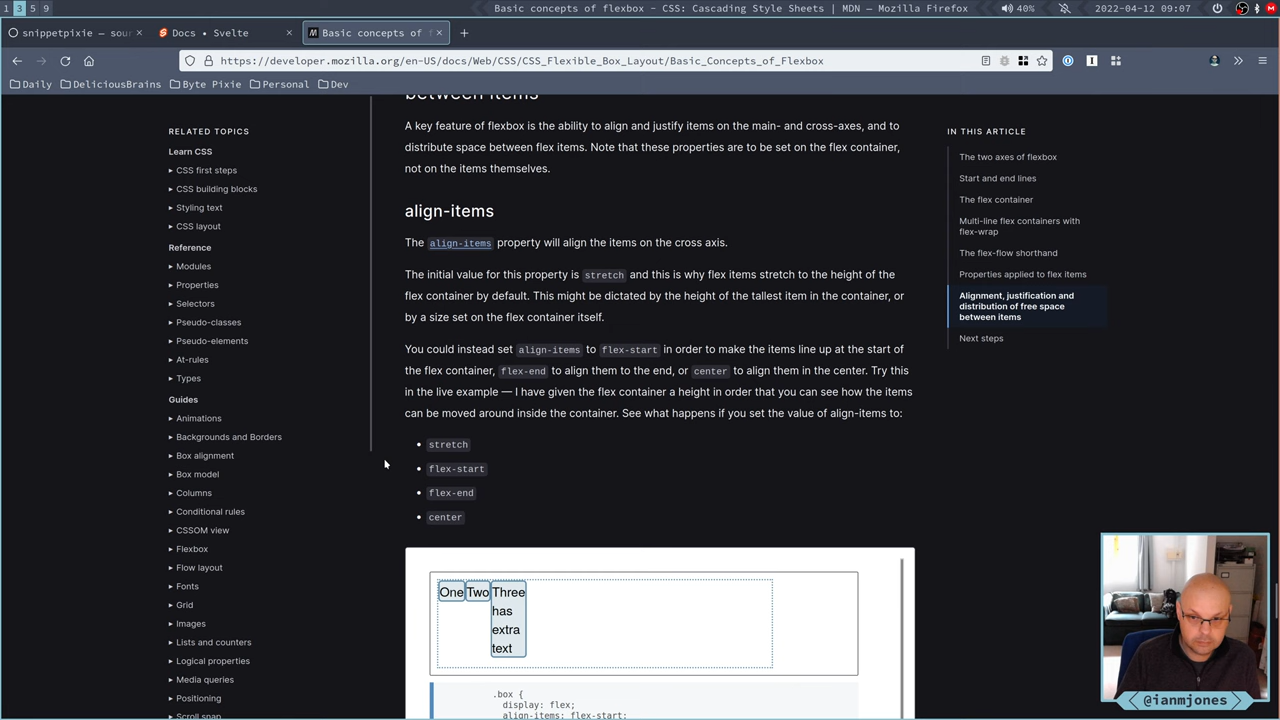 1 3 5 9
Basic concepts of flexbox - CSS: Cascading Style Sheets | MDN — Mozilla Firefox
40%
2022-04-12 09:07
snippetpixie — sou
Docs • Svelte
Basic concepts of f
https://developer.mozilla.org/en-US/docs/Web/CSS/CSS_Flexible_Box_Layout/Basic_Concepts_of_Flexbox
Daily DeliciousBrains Byte Pixie Personal Dev
RELATED TOPICS
Learn CSS
CSS first steps
CSS building blocks
Styling text
CSS layout
Reference
Modules
Properties
Selectors
Pseudo-classes
Pseudo-elements
At-rules
Types
Guides
Animations
Backgrounds and Borders
Box alignment
Box model
Columns
Conditional rules
CSSOM view
Flexbox
Flow layout
Fonts
Grid
Images
Lists and counters
Logical properties
Media queries
Positioning
Scroll snap
between items
A key feature of flexbox is the ability to align and justify items on the main- and cross-axes, and to
distribute space between flex items. Note that these properties are to be set on the flex container,
not on the items themselves.
align-items
The align-items property will align the items on the cross axis.
The initial value for this property is stretch and this is why flex items stretch to the height of the
flex container by default. This might be dictated by the height of the tallest item in the container, or
by a size set on the flex container itself.
You could instead set align-items to flex-start in order to make the items line up at the start of
the flex container, flex-end to align them to the end, or center to align them in the center. Try this
in the live example — I have given the flex container a height in order that you can see how the items
can be moved around inside the container. See what happens if you set the value of align-items to:
• stretch
• flex-start
• flex-end
• center
One Two Three
has
extra
text
.box {
display: flex;
align-items: flex-start;
IN THIS ARTICLE
The two axes of flexbox
Start and end lines
The flex container
Multi-line flex containers with
flex-wrap
The flex-flow shorthand
Properties applied to flex items
Alignment, justification and
distribution of free space
between items
Next steps
@ianmjones